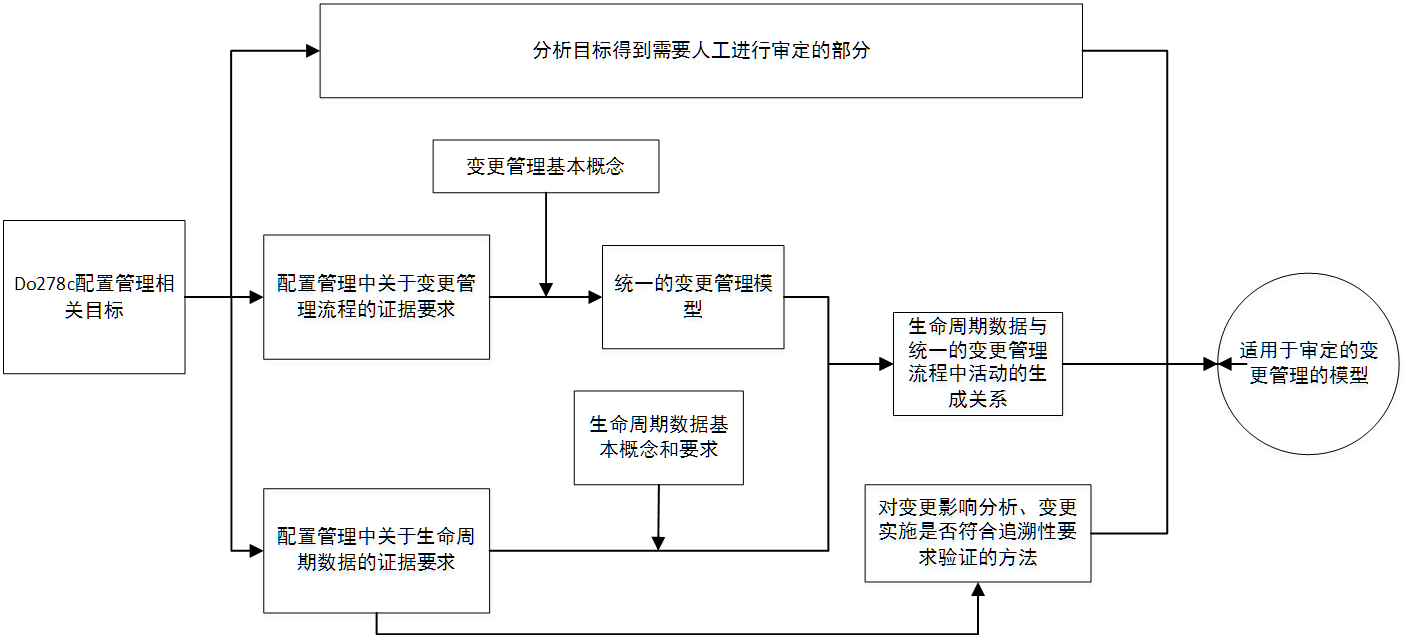 分析目标得到需要人工进行审定的部分
变更管理基本概念
Do278c配置管理相
关目标
配置管理中关于变更管
理流程的证据要求
统一的变更管理模
型
生命周期数据与
统一的变更管理
流程中活动的生
成关系
适用于审定的变
更管理的模型
生命周期数据基
本概念和要求
配置管理中关于生命周
期数据的证据要求
对变更影响分析、变更
实施是否符合追溯性要
求验证的方法